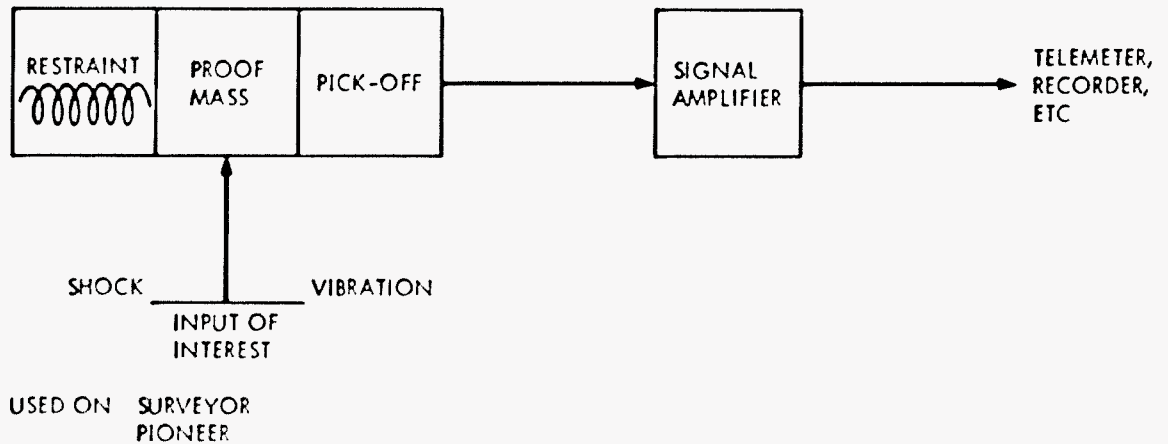 RESTRAINT
PROOF
MASS
PICK-OFF
SIGNAL
AMPLIFIER
TELEMETER,
RECORDER,
ETC
SHOCK
VIBRATION
INPUT OF
INTEREST
USED ON SURVEYOR
PIONEER